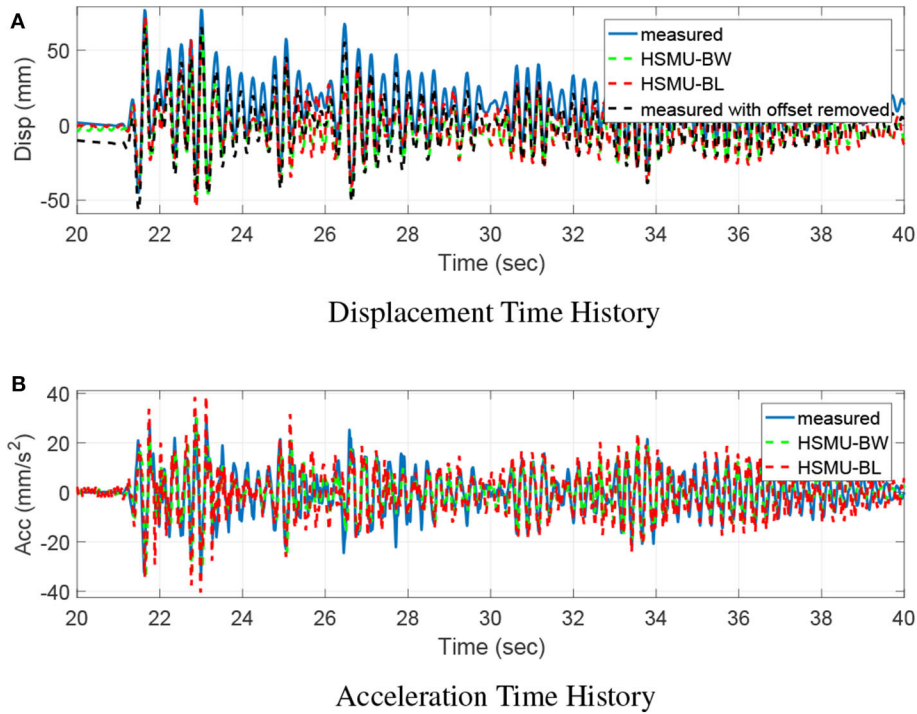 A
Disp (mm)
50
0
-50
measured
HSMU-BW
HSMU-BL
measured with offset removed
20 22 24 26 28 30 32 34 36 38 40
Time (sec)
Displacement Time History
B
Acc (mm/s²)
40
20
0
-20
-40
measured
HSMU-BW
HSMU-BL
20 22 24 26 28 30 32 34 36 38 40
Time (sec)
Acceleration Time History